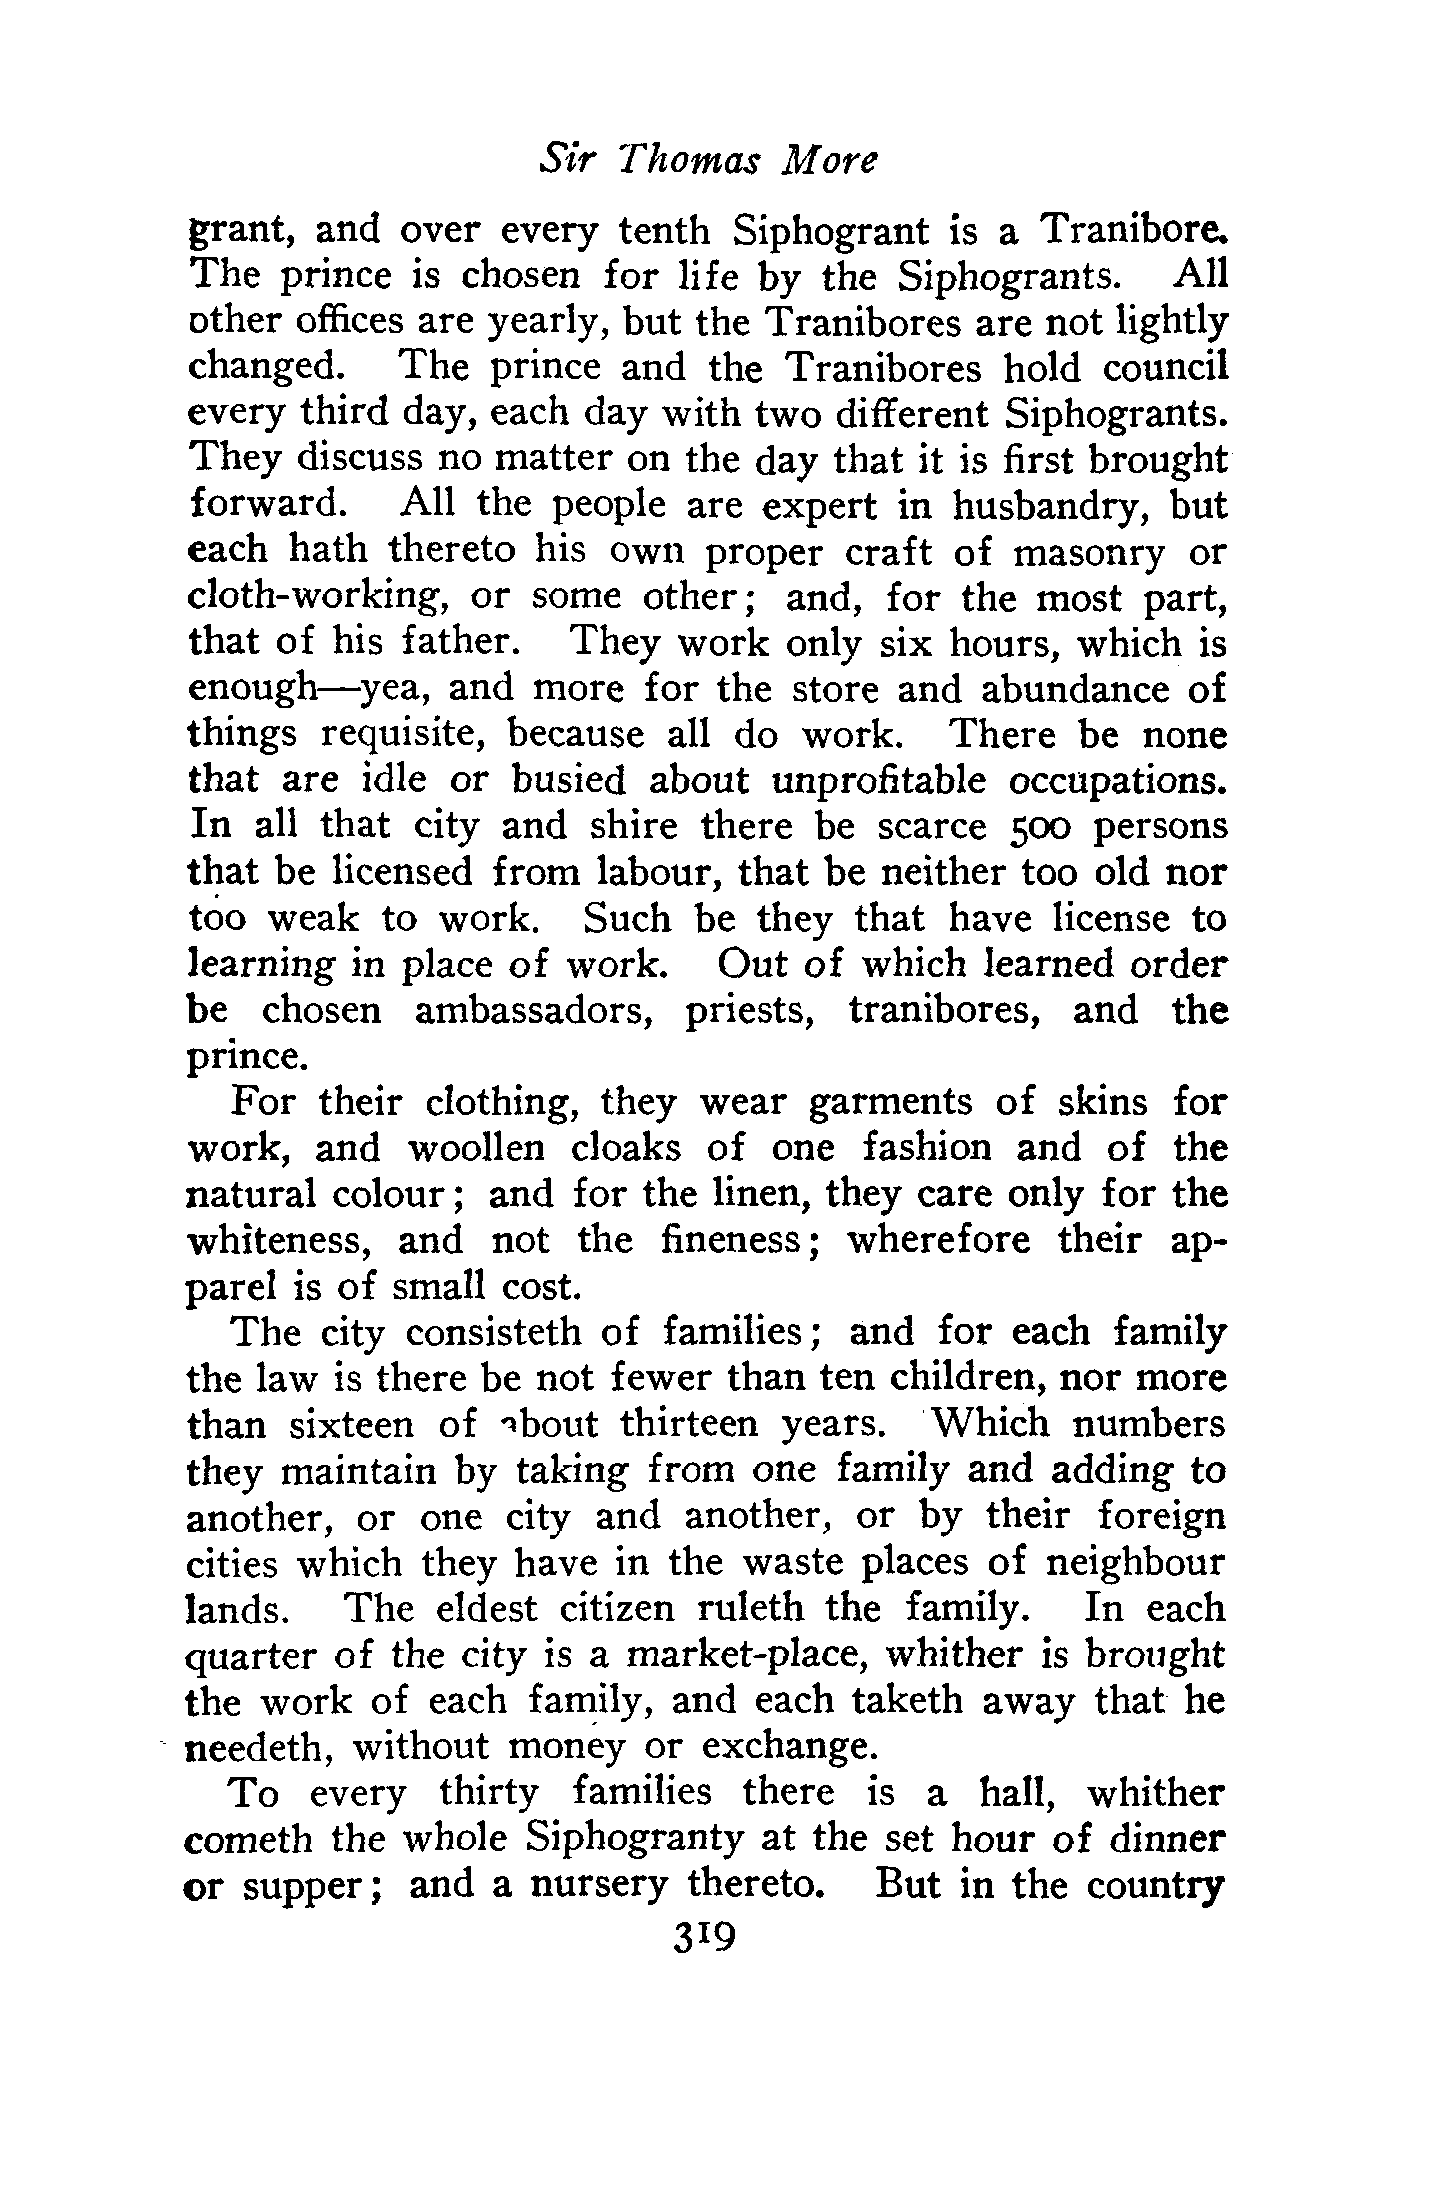 Sir Thomas More
grant, and over every tenth Siphogrant is a Tranibore.
The prince is chosen for life by the Siphogrants. All
other offices are yearly, but the Tranibores are not lightly
changed. The prince and the Tranibores hold council
every third day, each day with two different Siphogrants.
They discuss no matter on the day that it is first brought
forward. All the people are expert in husbandry, but
each hath thereto his own proper craft of masonry or
cloth-working, or some other; and, for the most part,
that of his father. They work only six hours, which is
enough—yea, and more for the store and abundance of
things requisite, because all do work. There be none
that are idle or busied about unprofitable occupations.
In all that city and shire there be scarce 500 persons
that be licensed from labour, that be neither too old nor
too weak to work. Such be they that have license to
learning in place of work. Out of which learned order
be chosen ambassadors, priests, tranibores, and the
prince.
For their clothing, they wear garments of skins for
work, and woollen cloaks of one fashion and of the
natural colour; and for the linen, they care only for the
whiteness, and not the fineness; wherefore their ap-
parel is of small cost.
The city consisteth of families; and for each family
the law is there be not fewer than ten children, nor more
than sixteen of about thirteen years. Which numbers
they maintain by taking from one family and adding to
another, or one city and another, or by their foreign
cities which they have in the waste places of neighbour
lands. The eldest citizen ruleth the family. In each
quarter of the city is a market-place, whither is brought
the work of each family, and each taketh away that he
needeth, without money or exchange.
To every thirty families there is a hall, whither
cometh the whole Siphogranty at the set hour of dinner
or supper; and a nursery thereto. But in the country
319